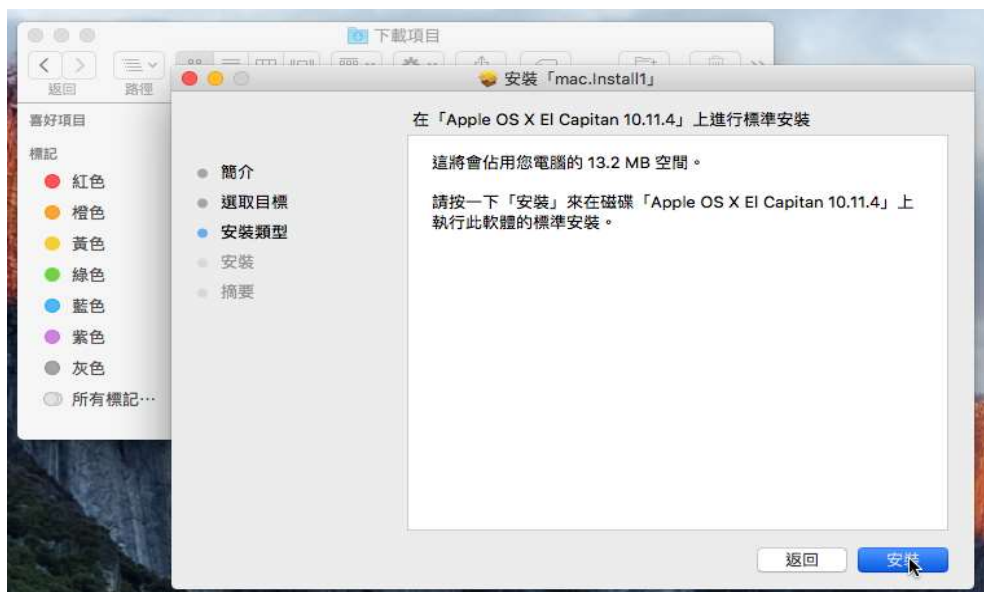 下載項目
返回
路徑
喜好項目
標記
紅色
橙色
黃色
綠色
藍色
紫色
灰色
所有標記…
安裝「mac.Install1」
在「Apple OS X El Capitan 10.11.4」上進行標準安裝
簡介
選取目標
安裝類型
安裝
摘要
這將會佔用您電腦的 13.2 MB 空間。
請按一下「安裝」來在磁碟「Apple OS X El Capitan 10.11.4」上
執行此軟體的標準安裝。
返回
安裝